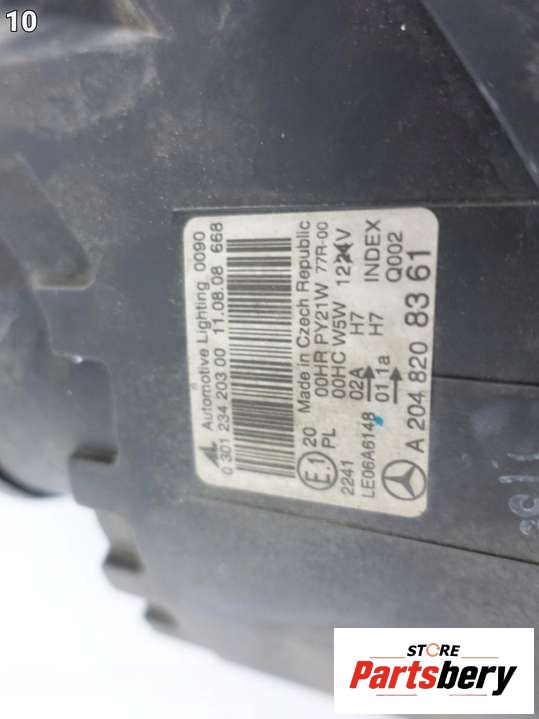 10
AL Automotive Lighting 0090
0 301 234 203 00 11.08.08 668
Made in Czech Republic
E1 20 00HR PY21W 77R-00
PL 00HC W5W 1224V
2241 02A H7
LE06A6148 01.1a H7 INDEX
Q002
A 204 820 83 61
STORE
Partsbery